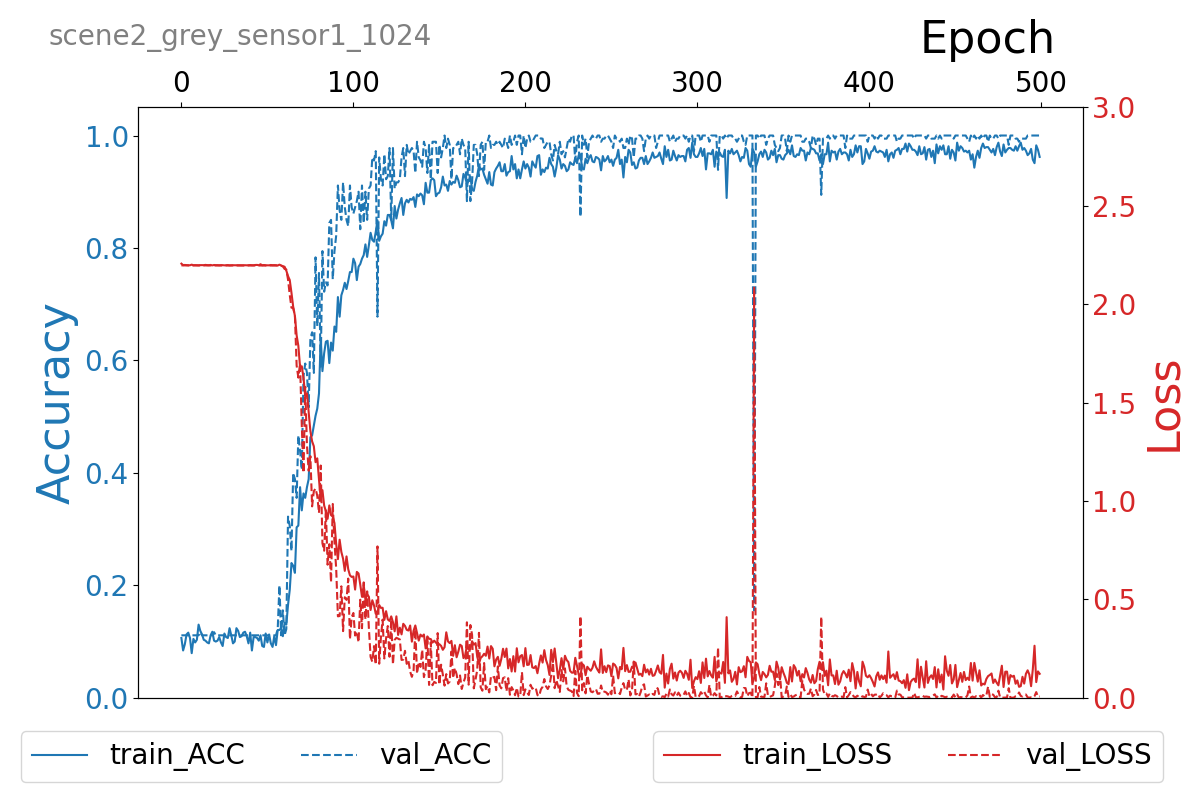 scene2_grey_sensor1_1024
Epoch
0 100 200 300 400 500
1.0
0.8
0.6
0.4
0.2
0.0
Accuracy
3.0
2.5
2.0
1.5
1.0
0.5
0.0
Loss
train_ACC val_ACC
train_LOSS val_LOSS